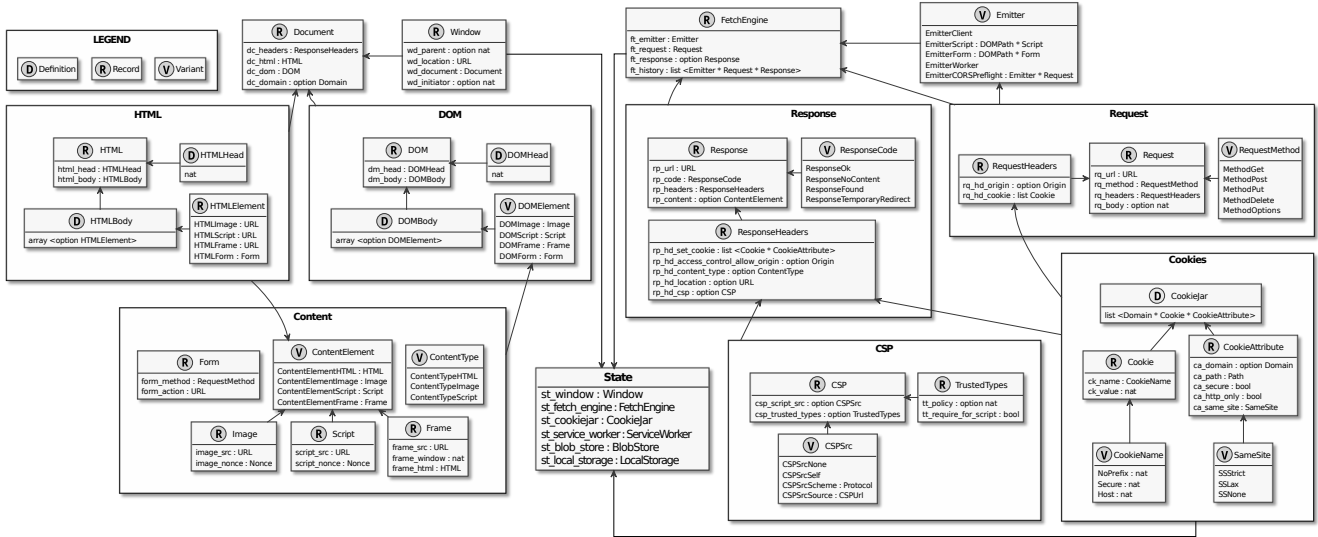 LEGEND
D Definition
R Record
V Variant
R Document
dc_headers : ResponseHeaders
dc_html : HTML
dc_dom : DOM
dc_domain : option Domain
R Window
wd_parent : option nat
wd_location : URL
wd_document : Document
wd_initiator : option nat
R FetchEngine
ft_emitter : Emitter
ft_request : Request
ft_response : option Response
ft_history : list <Emitter * Request * Response>
V Emitter
EmitterClient
EmitterScript : DOMPath * Script
EmitterForm : DOMPath * Form
EmitterWorker
EmitterCORSPreflight : Emitter * Request
HTML
R HTML
html_head : HTMLHead
html_body : HTMLBody
D HTMLHead
nat
D HTMLBody
array <option HTMLElement>
R HTMLElement
HTMLImage : URL
HTMLScript : URL
HTMLFrame : URL
HTMLForm : Form
DOM
R DOM
dm_head : DOMHead
dm_body : DOMBody
D DOMHead
nat
D DOMBody
array <option DOMElement>
V DOMElement
DOMImage : Image
DOMScript : Script
DOMFrame : Frame
DOMForm : Form
Response
R Response
rp_url : URL
rp_code : ResponseCode
rp_headers : ResponseHeaders
rp_content : option ContentElement
V ResponseCode
ResponseOk
ResponseNoContent
ResponseFound
ResponseTemporaryRedirect
R ResponseHeaders
rp_hd_set_cookie : list <Cookie * CookieAttribute>
rp_hd_access_control_allow_origin : option Origin
rp_hd_content_type : option ContentType
rp_hd_location : option URL
rp_hd_csp : option CSP
Request
R RequestHeaders
rq_hd_origin : option Origin
rq_hd_cookie : list Cookie
R Request
rq_url : URL
rq_method : RequestMethod
rq_headers : RequestHeaders
rq_body : option nat
V RequestMethod
MethodGet
MethodPost
MethodPut
MethodDelete
MethodOptions
Content
R Form
form_method : RequestMethod
form_action : URL
V ContentElement
ContentElementHTML : HTML
ContentElementImage : Image
ContentElementScript : Script
ContentElementFrame : Frame
V ContentType
ContentTypeHTML
ContentTypeImage
ContentTypeScript
R Image
image_src : URL
image_nonce : Nonce
R Script
script_src : URL
script_nonce : Nonce
R Frame
frame_src : URL
frame_window : nat
frame_html : HTML
State
st_window : Window
st_fetch_engine : FetchEngine
st_cookiejar : CookieJar
st_service_worker : ServiceWorker
st_blob_store : BlobStore
st_local_storage : LocalStorage
CSP
R CSP
csp_script_src : option CSPSrc
csp_trusted_types : option TrustedTypes
R TrustedTypes
tt_policy : option nat
tt_require_for_script : bool
V CSPSrc
CSPSrcNone
CSPSrcSelf
CSPSrcScheme : Protocol
CSPSrcSource : CSPUrl
Cookies
D CookieJar
list <Domain * Cookie * CookieAttribute>
R Cookie
ck_name : CookieName
ck_value : nat
R CookieAttribute
ca_domain : option Domain
ca_path : Path
ca_secure : bool
ca_http_only : bool
ca_same_site : SameSite
V CookieName
NoPrefix : nat
Secure : nat
Host : nat
V SameSite
SSStrict
SSLax
SSNone